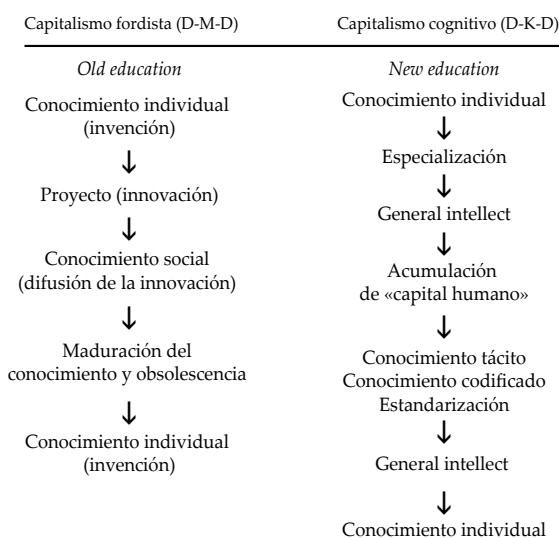 Capitalismo fordista (D-M-D)
Old education
Conocimiento individual
(invención)
Proyecto (innovación)
Conocimiento social
(difusión de la innovación)
Maduración del
conocimiento y obsolescencia
Conocimiento individual
(invención)
Capitalismo cognitivo (D-K-D)
New education
Conocimiento individual
Especialización
General intellect
Acumulación
de «capital humano»
Conocimiento tácito
Conocimiento codificado
Estandarización
General intellect
Conocimiento individual